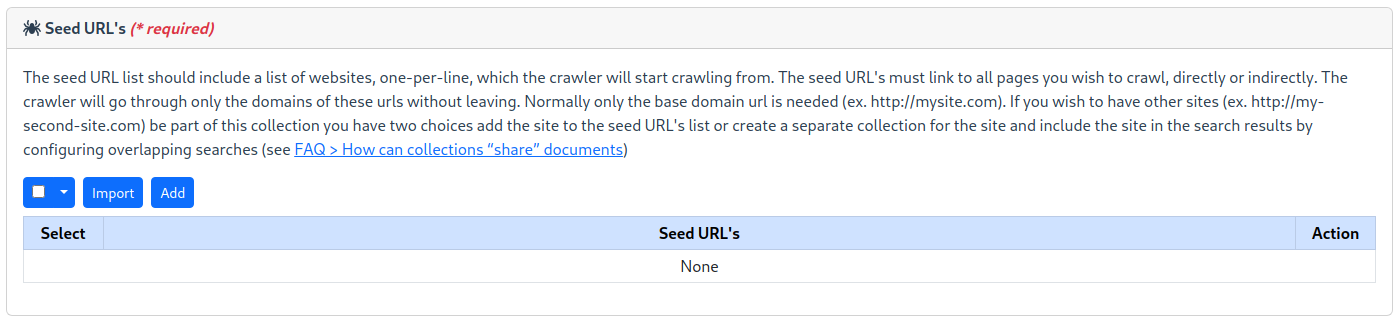 Seed URL's (* required)
The seed URL list should include a list of websites, one-per-line, which the crawler will start crawling from. The seed URL's must link to all pages you wish to crawl, directly or indirectly. The
crawler will go through only the domains of these urls without leaving. Normally only the base domain url is needed (ex. http://mysite.com). If you wish to have other sites (ex. http://my-
second-site.com) be part of this collection you have two choices add the site to the seed URL's list or create a separate collection for the site and include the site in the search results by
configuring overlapping searches (see FAQ > How can collections “share” documents)
Import Add
Select Seed URL's Action
None